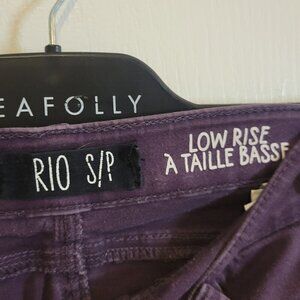 EAFOLLY
RIO S/P
LOW RISE
À TAILLE BASSE